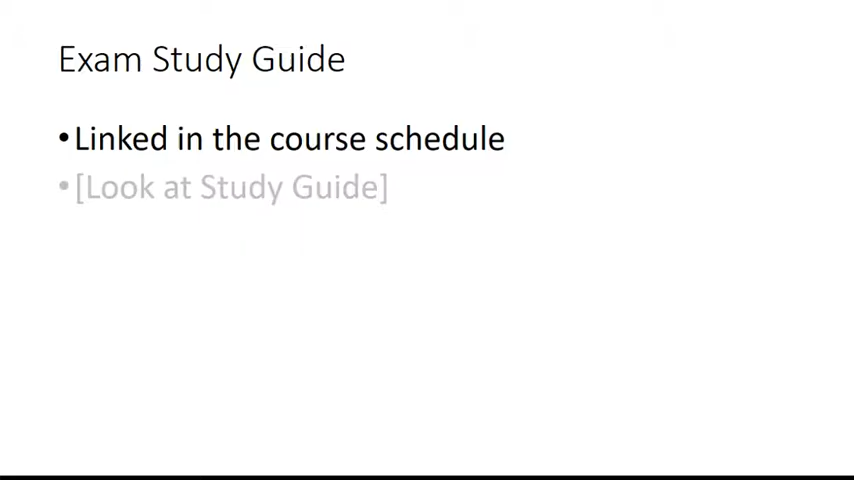 Exam Study Guide
•Linked in the course schedule
•[Look at Study Guide]